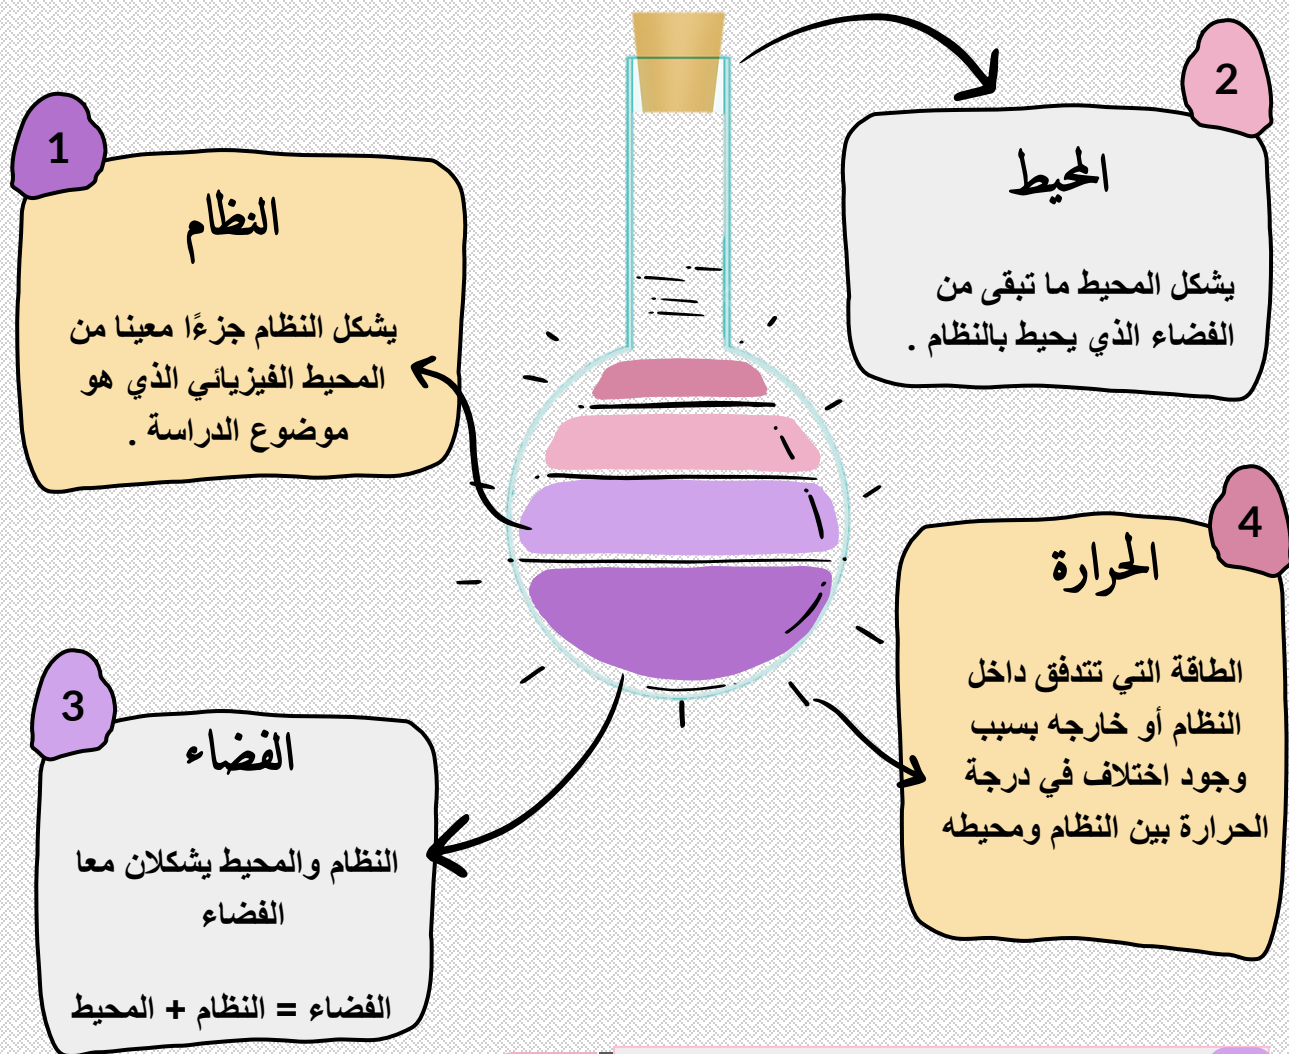 1
النظام
يشكل النظام جزءًا معينا من
المحيط الفيزيائي الذي هو
موضوع الدراسة .
2
المحيط
يشكل المحيط ما تبقى من
الفضاء الذي يحيط بالنظام .
3
الفضاء
النظام والمحيط يشكلان معا
الفضاء
الفضاء = النظام + المحيط
4
الحرارة
الطاقة التي تتدفق داخل
النظام أو خارجه بسبب
وجود اختلاف في درجة
الحرارة بين النظام ومحيطه